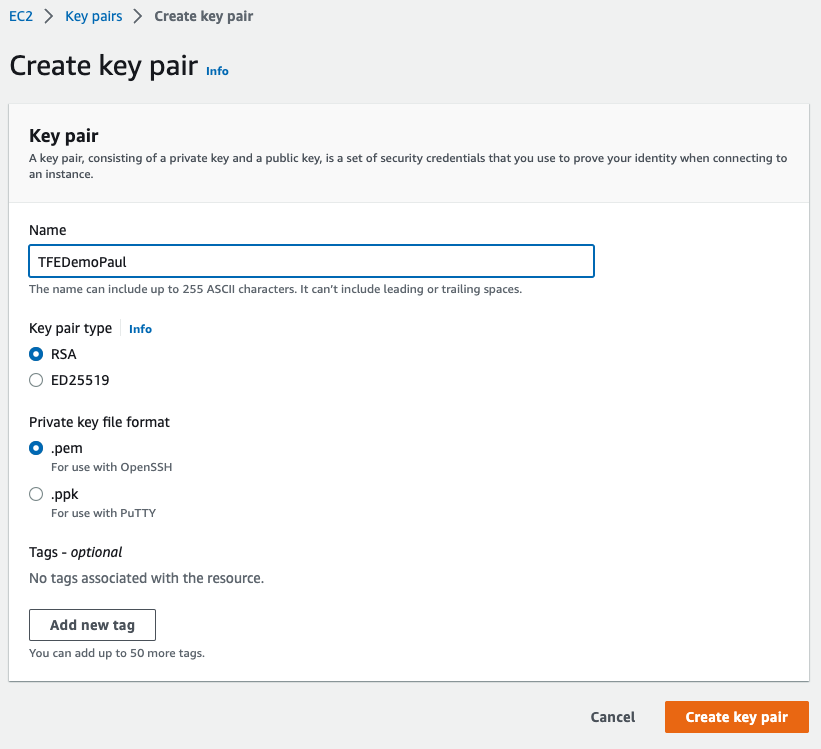 EC2 > Key pairs > Create key pair
Create key pair Info
Key pair
A key pair, consisting of a private key and a public key, is a set of security credentials that you use to prove your identity when connecting to
an instance.
Name
TFEDemoPaul
The name can include up to 255 ASCII characters. It can't include leading or trailing spaces.
Key pair type Info
RSA
ED25519
Private key file format
.pem
For use with OpenSSH
.ppk
For use with PuTTY
Tags - optional
No tags associated with the resource.
Add new tag
You can add up to 50 more tags.
Cancel Create key pair